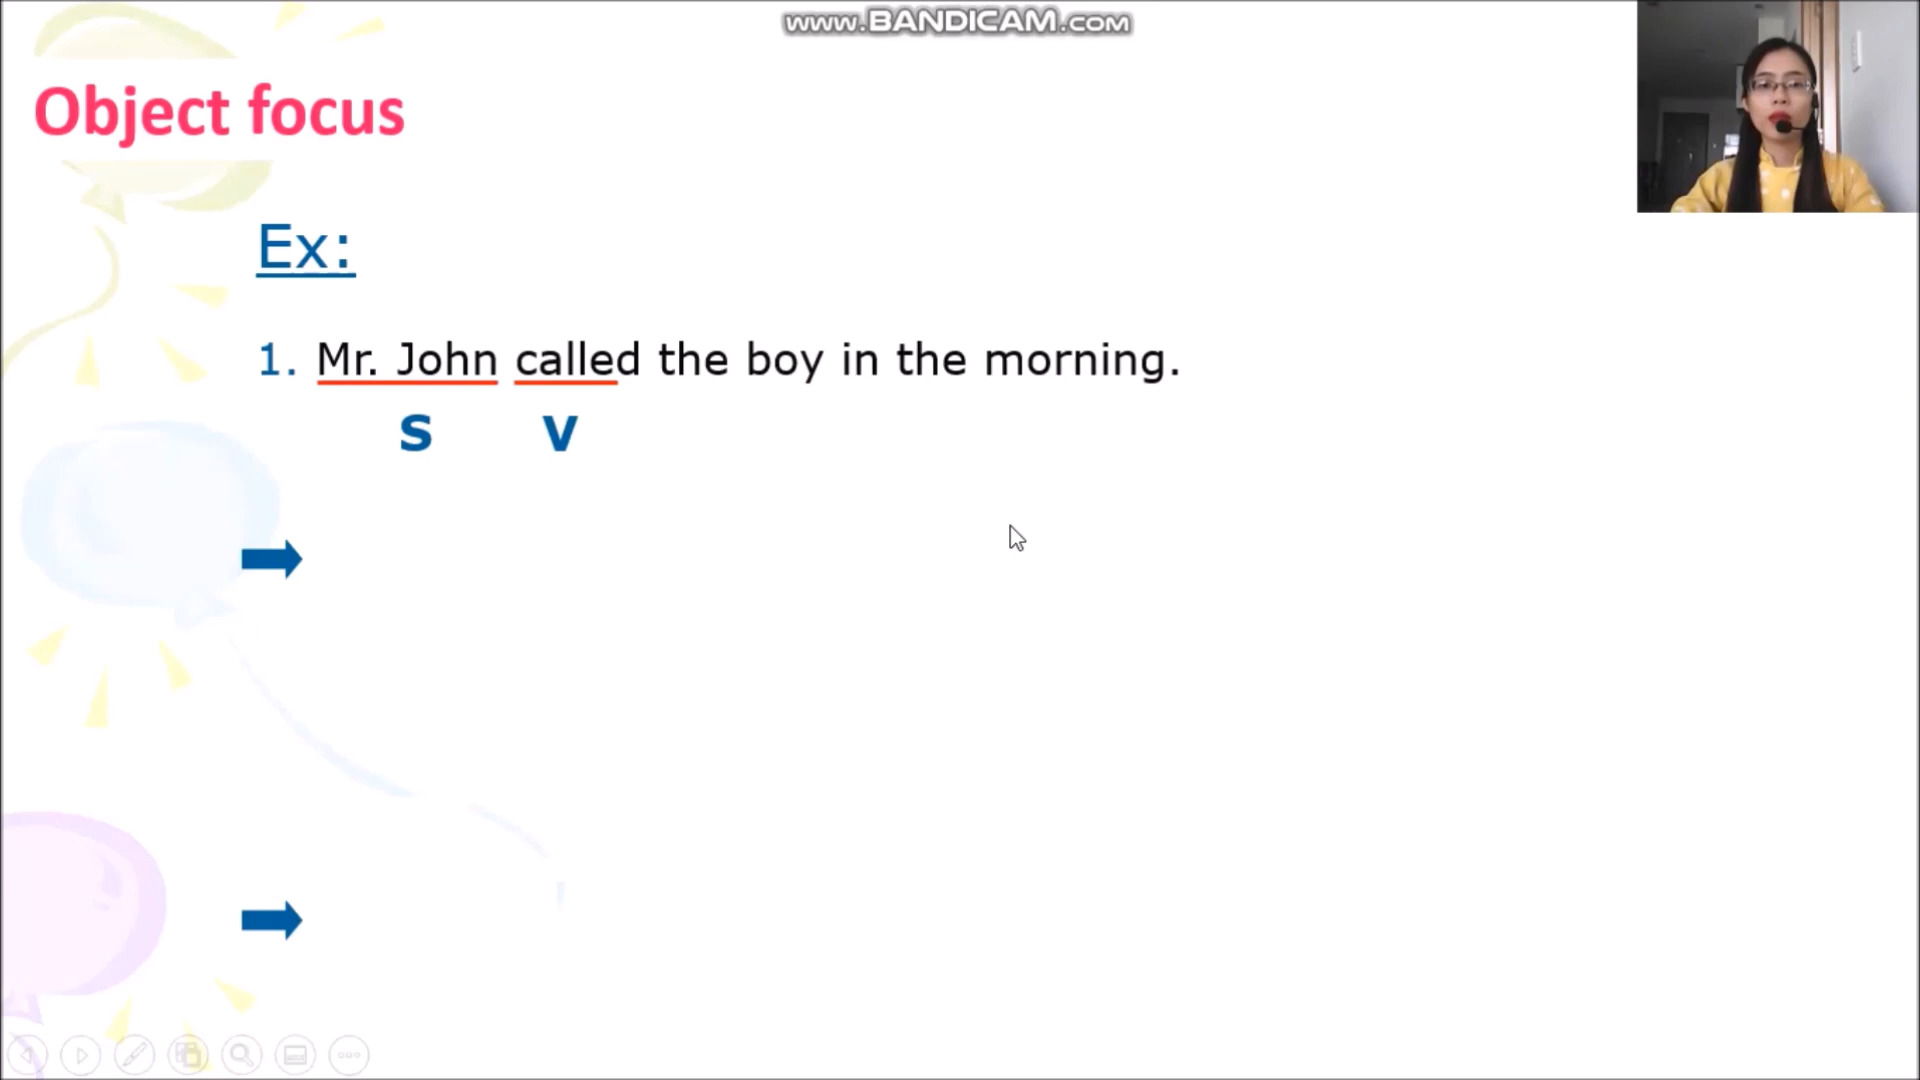 www.BANDICAM.com
Object focus
Ex:
1. Mr. John called the boy in the morning.
S V